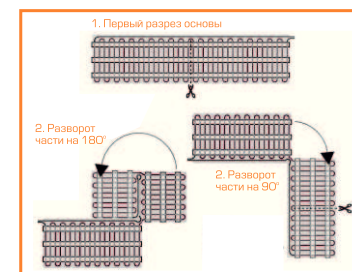 1. Первый разрез основы
2. Разворот
части на 180°
2. Разворот
части на 90°